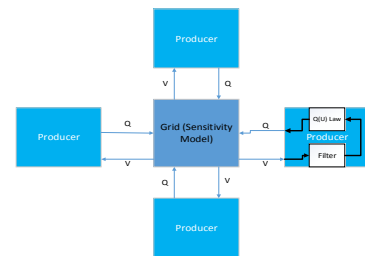 Producer
V
Q
Producer
Q
V
Grid (Sensitivity
Model)
Q
V
Q(U) Law
Producer
Filter
Q
V
Producer